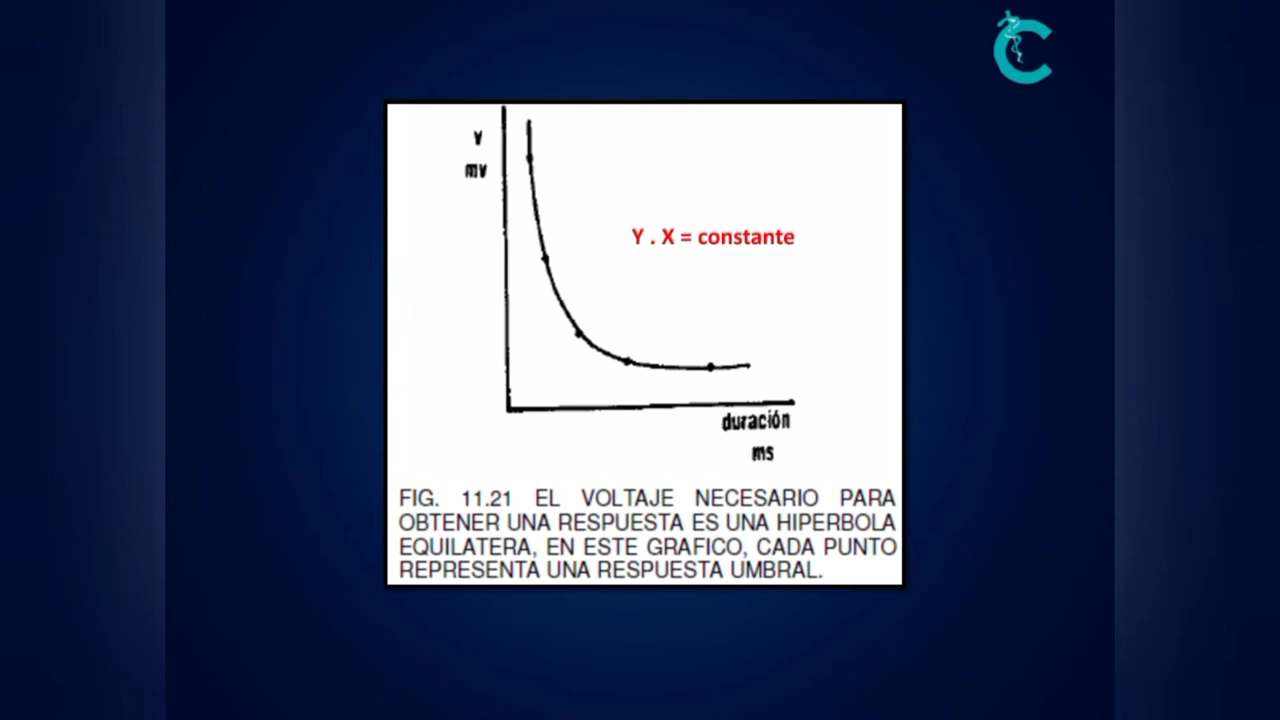 V
mV
Y . X = constante
duración
ms
FIG. 11.21 EL VOLTAJE NECESARIO PARA
OBTENER UNA RESPUESTA ES UNA HIPERBOLA
EQUILATERA, EN ESTE GRAFICO, CADA PUNTO
REPRESENTA UNA RESPUESTA UMBRAL.